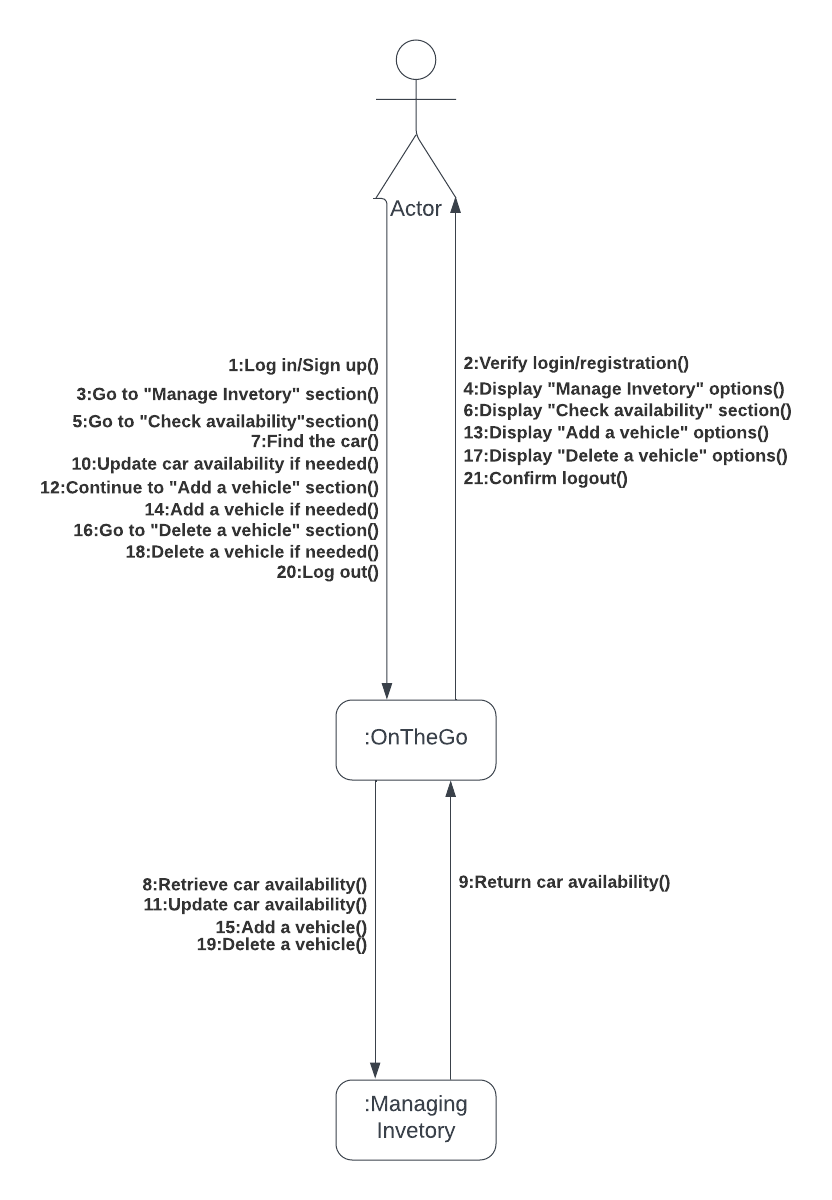 Actor
1:Log in/Sign up()
3:Go to "Manage Invetory" section()
5:Go to "Check availability"section()
7:Find the car()
10:Update car availability if needed()
12:Continue to "Add a vehicle" section()
14:Add a vehicle if needed()
16:Go to "Delete a vehicle" section()
18:Delete a vehicle if needed()
20:Log out()
2:Verify login/registration()
4:Display "Manage Invetory" options()
6:Display "Check availability" section()
13:Display "Add a vehicle" options()
17:Display "Delete a vehicle" options()
21:Confirm logout()
:OnTheGo
8:Retrieve car availability()
11:Update car availability()
15:Add a vehicle()
19:Delete a vehicle()
9:Return car availability()
:Managing
Invetory